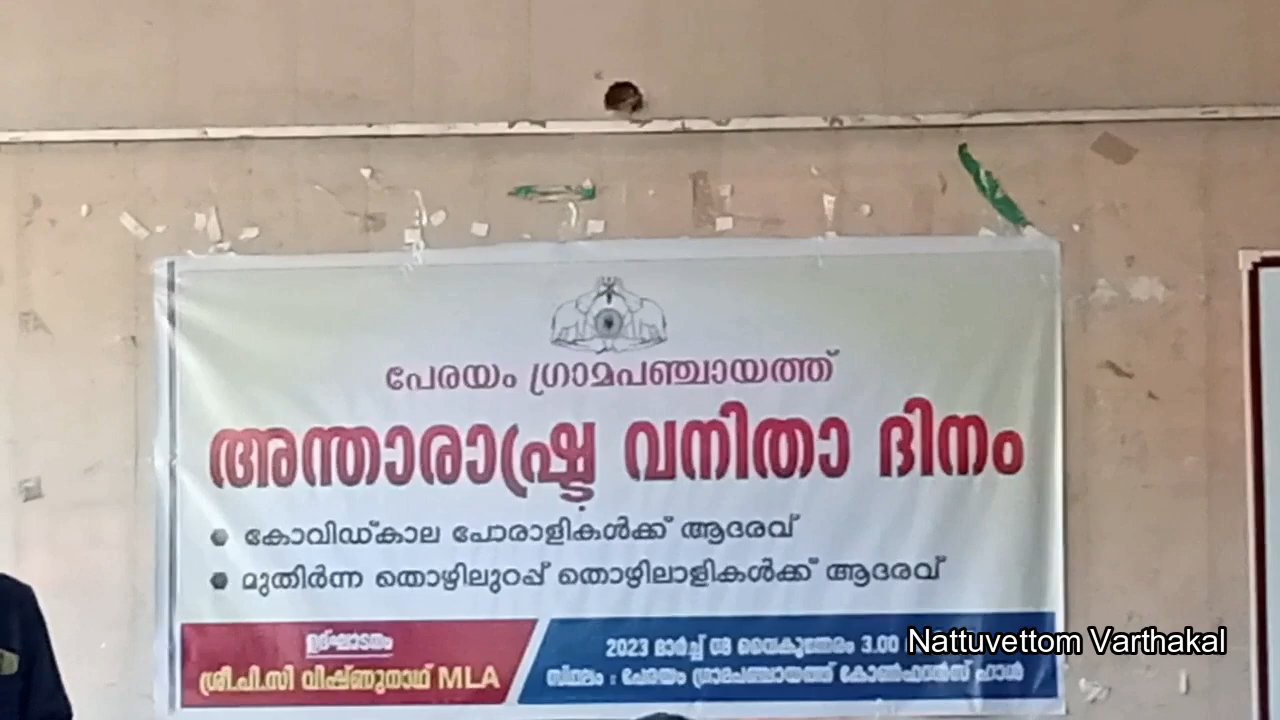 പേരയം ഗ്രാമപഞ്ചായത്ത്
അന്താരാഷ്ട്ര വനിതാ ദിനം
കോവിഡ്കാല പോരാളികൾക്ക് ആദരവ്
മുതിർന്ന തൊഴിലുറപ്പ് തൊഴിലാളികൾക്ക് ആദരവ്
ഉദ്ഘാടനം
ശ്രീ.പി.സി വിഷ്ണുനാഥ് MLA
2023 മാർച്ച് 08 വൈകുന്നേരം 3.00
സ്ഥലം : പേരയം ഗ്രാമപഞ്ചായത്ത് കോൺഫറൻസ് ഹാൾ
Nattuvettom Varthakal